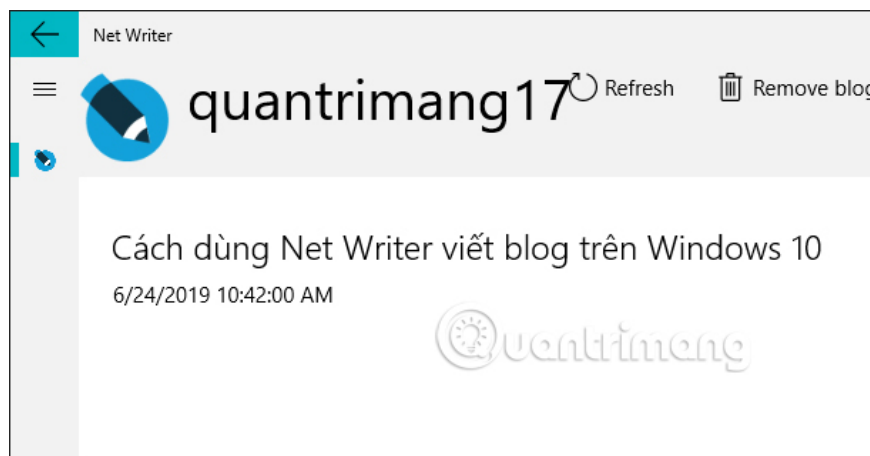 Net Writer
quantrimang17
Refresh
Remove blog
Cách dùng Net Writer viết blog trên Windows 10
6/24/2019 10:42:00 AM
Quantrimang